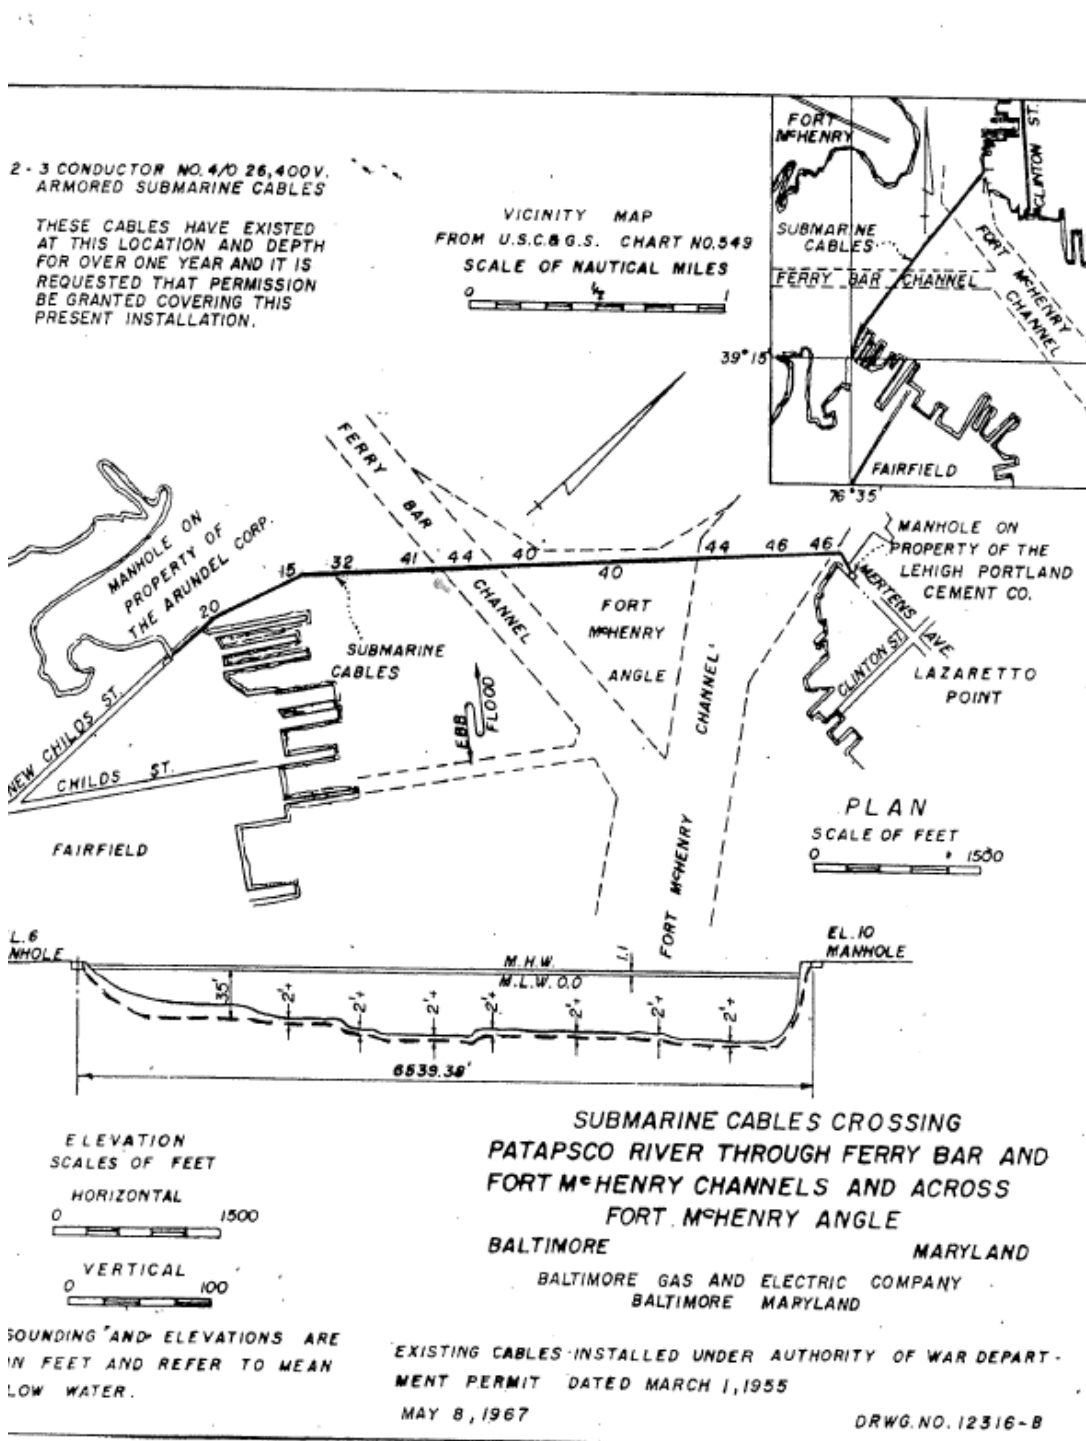 2 - 3 CONDUCTOR NO. 4/0 26,400V.
ARMORED SUBMARINE CABLES
THESE CABLES HAVE EXISTED
AT THIS LOCATION AND DEPTH
FOR OVER ONE YEAR AND IT IS
REQUESTED THAT PERMISSION
BE GRANTED COVERING THIS
PRESENT INSTALLATION.
VICINITY MAP
FROM U.S.C.&G.S. CHART NO.549
SCALE OF NAUTICAL MILES
0 1/2 1
FORT
McHENRY
CLINTON ST.
SUBMARINE
CABLES
FERRY BAR CHANNEL
FORT McHENRY
CHANNEL
39° 15'
FAIRFIELD
76° 35'
FERRY BAR CHANNEL
MANHOLE ON
PROPERTY OF
THE ARUNDEL CORP.
20
15
32
41
44
40
40
44
46
46
MANHOLE ON
PROPERTY OF THE
LEHIGH PORTLAND
CEMENT CO.
MERTENS AVE.
CLINTON ST.
LAZARETTO
POINT
SUBMARINE
CABLES
FORT
McHENRY
ANGLE
EBB
FLOOD
NEW CHILDS ST.
CHILDS ST.
FAIRFIELD
FORT McHENRY CHANNEL
PLAN
SCALE OF FEET
0 1500
L. 6
NHOLE
M.H.W.
M.L.W. 0.0
1.1
EL. 10
MANHOLE
35'
2'+
2'+
2'+
2'+
2'+
2'+
2'+
6539.38'
ELEVATION
SCALES OF FEET
HORIZONTAL
0 1500
VERTICAL
0 100
SOUNDING AND ELEVATIONS ARE
IN FEET AND REFER TO MEAN
LOW WATER.
SUBMARINE CABLES CROSSING
PATAPSCO RIVER THROUGH FERRY BAR AND
FORT McHENRY CHANNELS AND ACROSS
FORT McHENRY ANGLE
BALTIMORE MARYLAND
BALTIMORE GAS AND ELECTRIC COMPANY
BALTIMORE MARYLAND
EXISTING CABLES INSTALLED UNDER AUTHORITY OF WAR DEPART-
MENT PERMIT DATED MARCH 1, 1955
MAY 8, 1967
DRWG. NO. 12316-B